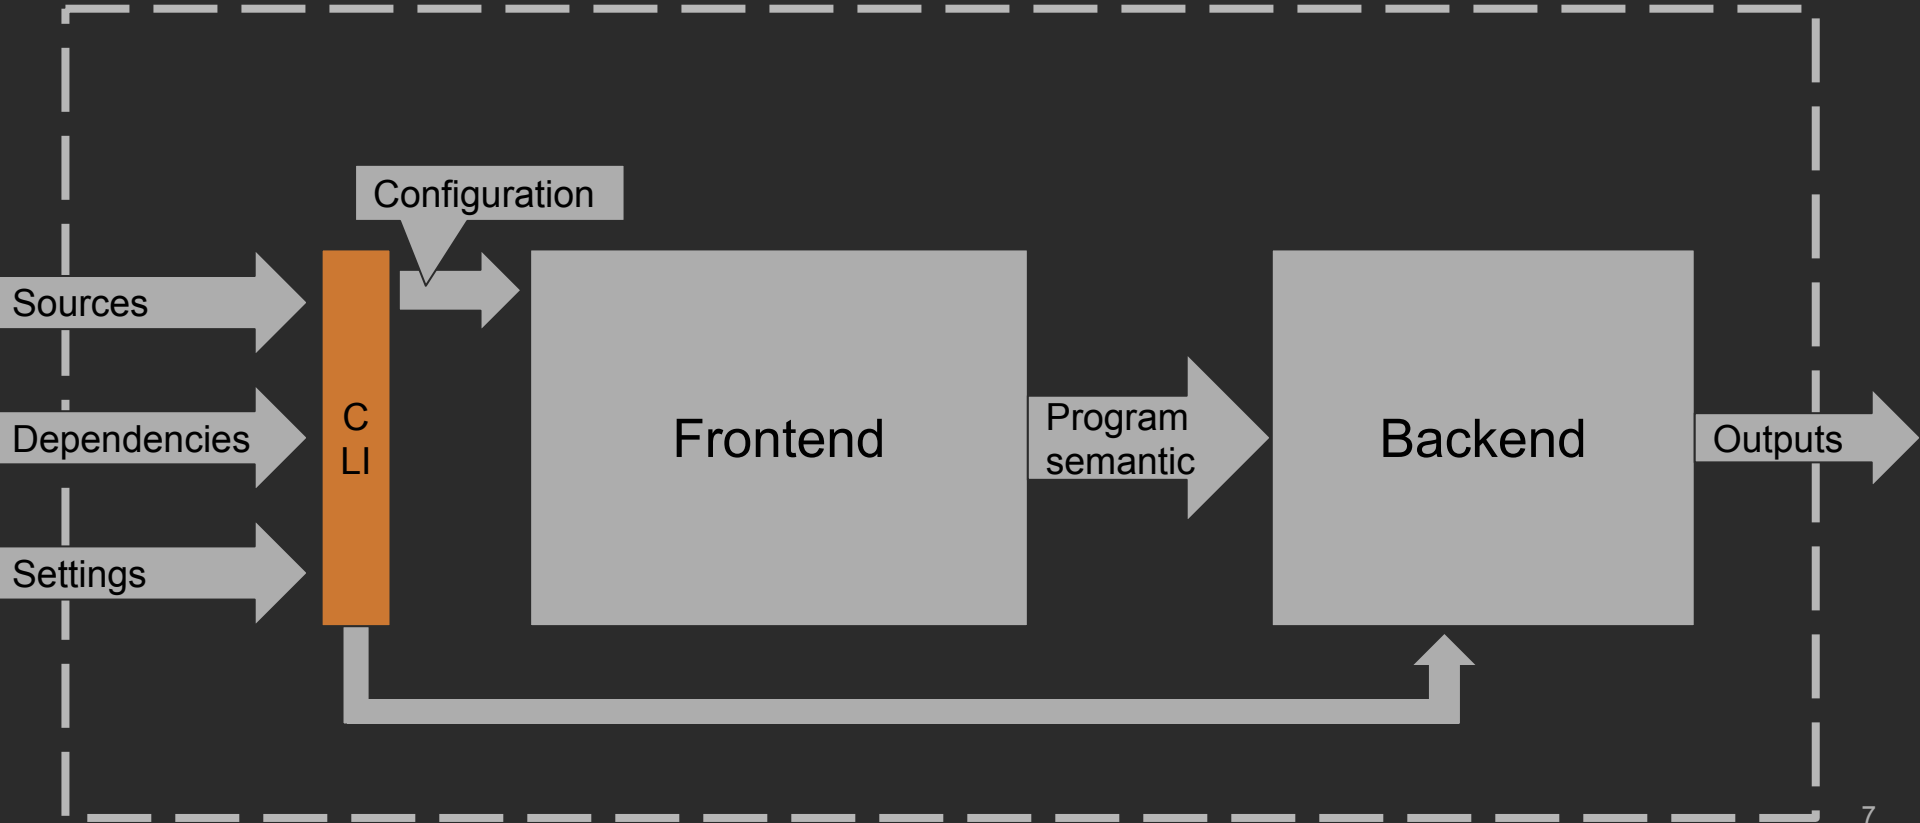 Configuration
Sources
Dependencies
Settings
C
LI
Frontend
Program
semantic
Backend
Outputs
7